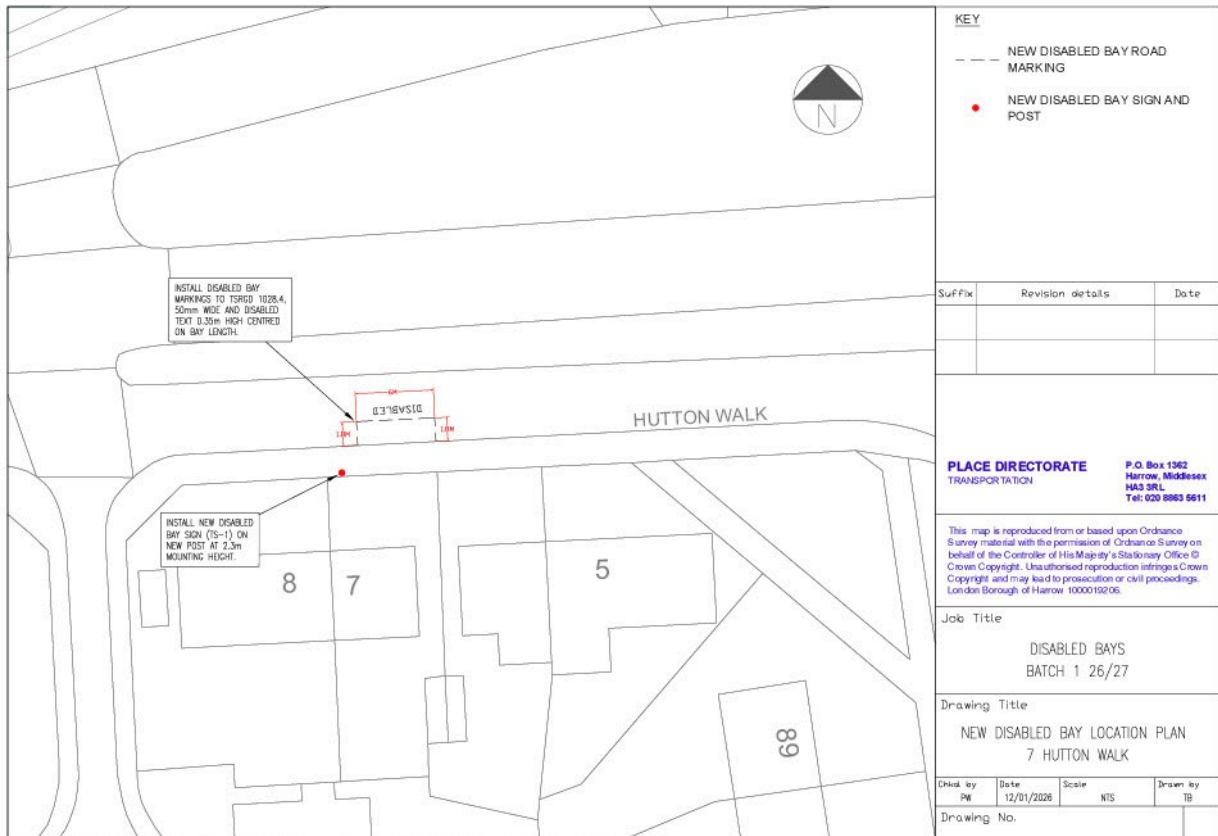 KEY
NEW DISABLED BAY ROAD
MARKING
NEW DISABLED BAY SIGN AND
POST
N
INSTALL DISABLED BAY
MARKINGS TO TSRGD 1028.4,
50mm WIDE AND DISABLED
TEXT 0.35m HIGH CENTRED
ON BAY LENGTH.
6M
DISABLED
1.8M
1.8M
HUTTON WALK
INSTALL NEW DISABLED
BAY SIGN (TS-1) ON
NEW POST AT 2.3m
MOUNTING HEIGHT.
8
7
5
89
Suffix Revision details Date
PLACE DIRECTORATE
TRANSPORTATION
P.O. Box 1362
Harrow, Middlesex
HA3 3RL
Tel: 020 8863 5611
This map is reproduced from or based upon Ordnance
Survey material with the permission of Ordnance Survey on
behalf of the Controller of His Majesty's Stationary Office ©
Crown Copyright. Unauthorised reproduction infringes Crown
Copyright and may lead to prosecution or civil proceedings.
London Borough of Harrow 1000019206.
Job Title
DISABLED BAYS
BATCH 1 26/27
Drawing Title
NEW DISABLED BAY LOCATION PLAN
7 HUTTON WALK
Chkd by Date Scale Drawn by
PW 12/01/2026 NTS TB
Drawing No.